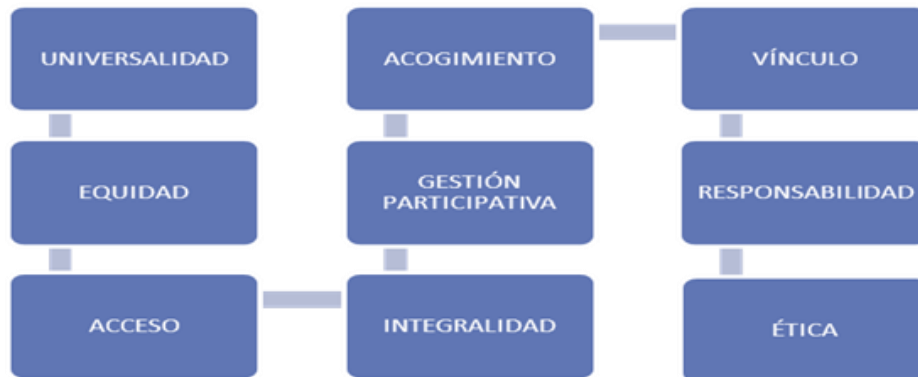 UNIVERSALIDAD
EQUIDAD
ACCESO
INTEGRALIDAD
GESTIÓN
PARTICIPATIVA
ACOGIMIENTO
VÍNCULO
RESPONSABILIDAD
ÉTICA